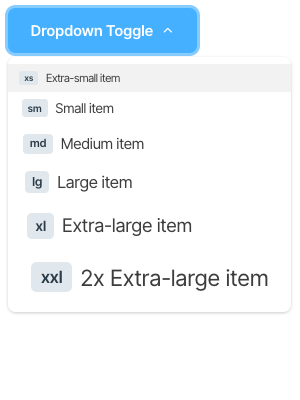 Dropdown Toggle
xs Extra-small item
sm Small item
md Medium item
lg Large item
xl Extra-large item
xxl 2x Extra-large item